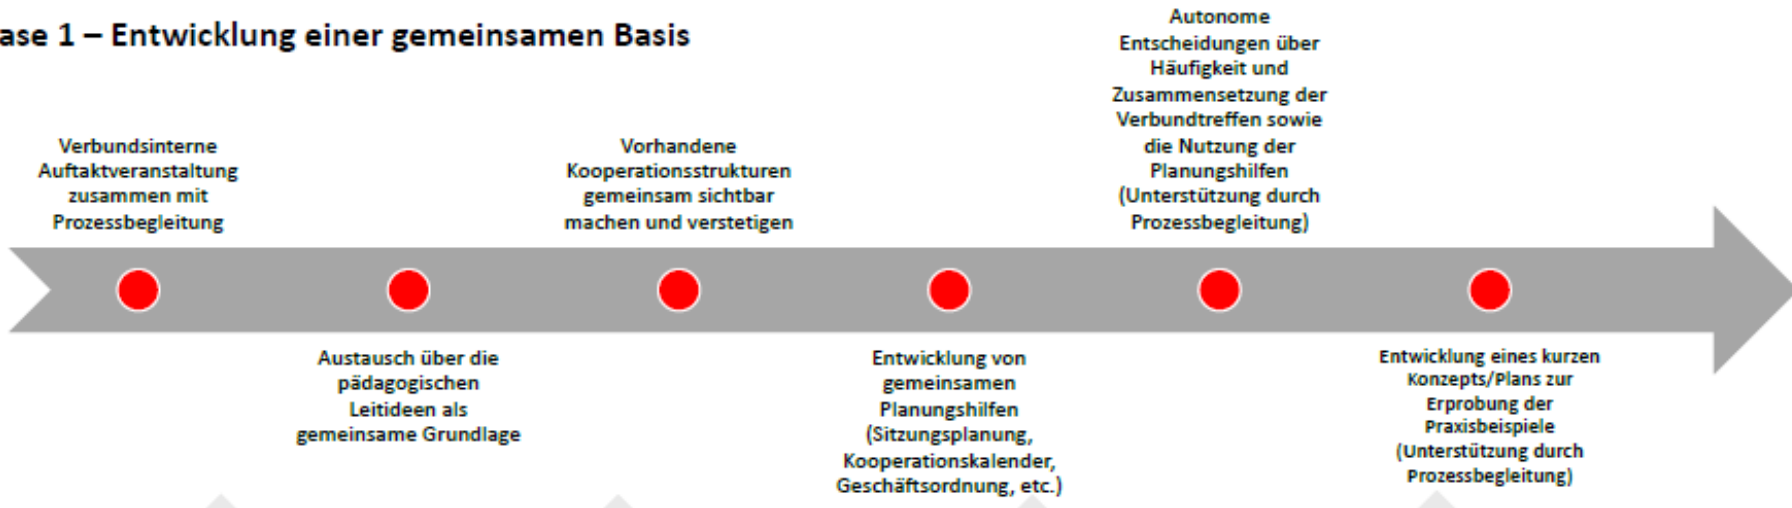 ase 1 – Entwicklung einer gemeinsamen Basis
Verbundsinterne
Auftaktveranstaltung
zusammen mit
Prozessbegleitung
Austausch über die
pädagogischen
Leitideen als
gemeinsame Grundlage
Vorhandene
Kooperationsstrukturen
gemeinsam sichtbar
machen und verstetigen
Entwicklung von
gemeinsamen
Planungshilfen
(Sitzungsplanung,
Kooperationskalender,
Geschäftsordnung, etc.)
Autonome
Entscheidungen über
Häufigkeit und
Zusammensetzung der
Verbundtreffen sowie
die Nutzung der
Planungshilfen
(Unterstützung durch
Prozessbegleitung)
Entwicklung eines kurzen
Konzepts/Plans zur
Erprobung der
Praxisbeispiele
(Unterstützung durch
Prozessbegleitung)